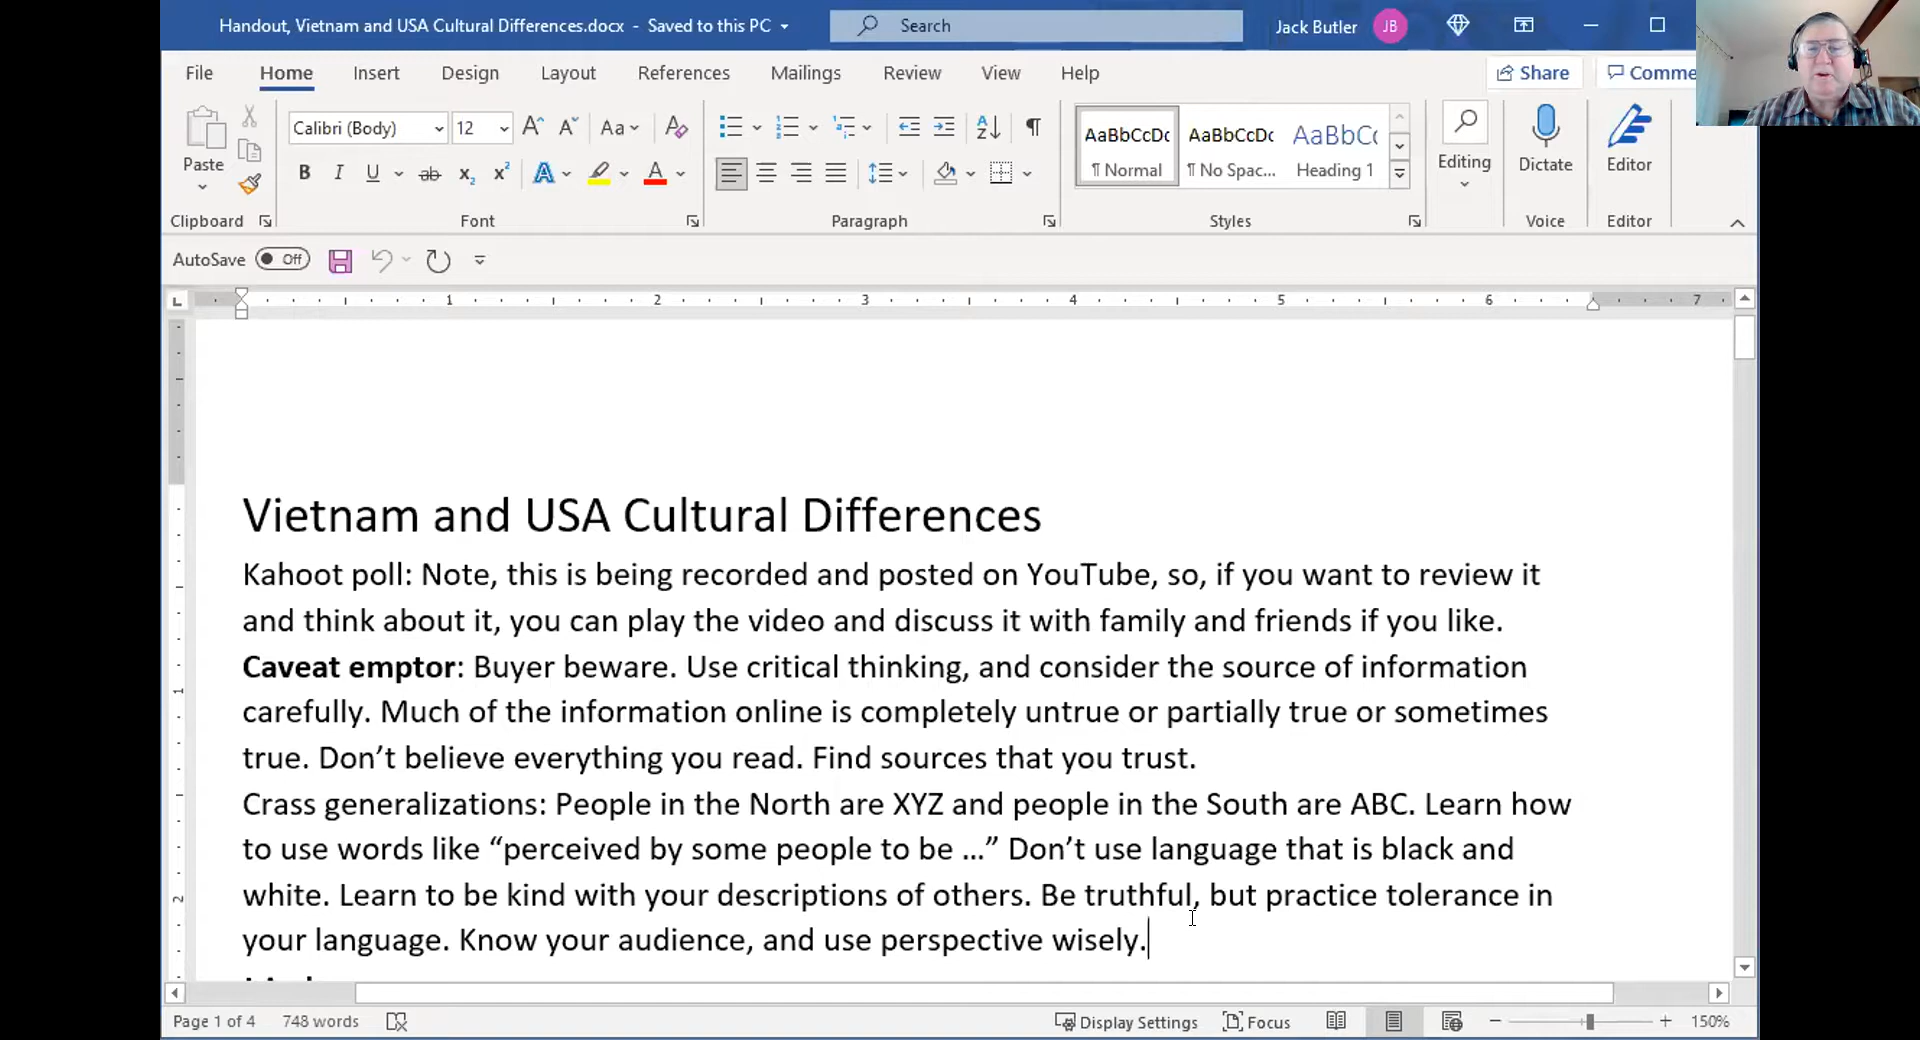 Handout, Vietnam and USA Cultural Differences.docx - Saved to this PC
Search
Jack Butler JB
File Home Insert Design Layout References Mailings Review View Help
Share
Comme
Paste
Calibri (Body) 12
AaBbCcDc AaBbCcDc AaBbC
¶ Normal ¶ No Spac... Heading 1
Editing Dictate Editor
Clipboard Font Paragraph Styles Voice Editor
AutoSave Off
1 2 3 4 5 6 7
Vietnam and USA Cultural Differences
Kahoot poll: Note, this is being recorded and posted on YouTube, so, if you want to review it
and think about it, you can play the video and discuss it with family and friends if you like.
Caveat emptor: Buyer beware. Use critical thinking, and consider the source of information
carefully. Much of the information online is completely untrue or partially true or sometimes
true. Don’t believe everything you read. Find sources that you trust.
Crass generalizations: People in the North are XYZ and people in the South are ABC. Learn how
to use words like “perceived by some people to be …” Don’t use language that is black and
white. Learn to be kind with your descriptions of others. Be truthful, but practice tolerance in
your language. Know your audience, and use perspective wisely.
Page 1 of 4 748 words Display Settings Focus 150%